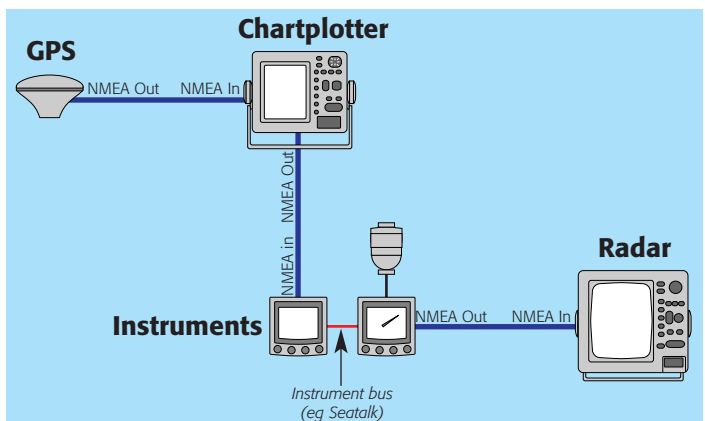 Chartplotter
GPS
NMEA Out NMEA In
NMEA Out
NMEA in
Radar
Instruments
NMEA Out NMEA In
Instrument bus
(eg Seatalk)